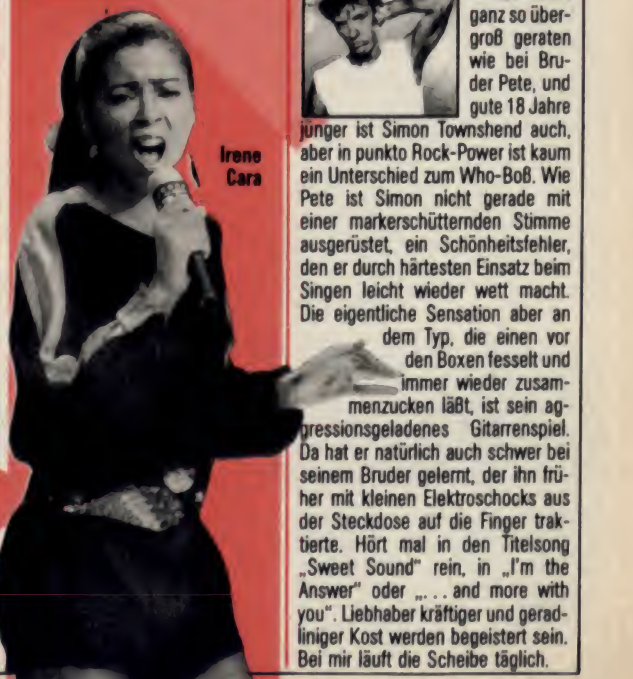 Irene
Cara
ganz so über-
groß geraten
wie bei Bru-
der Pete, und
gute 18 Jahre
jünger ist Simon Townshend auch,
aber in punkto Rock-Power ist kaum
ein Unterschied zum Who-Boß. Wie
Pete ist Simon nicht gerade mit
einer markerschütternden Stimme
ausgerüstet, ein Schönheitsfehler,
den er durch härtesten Einsatz beim
Singen leicht wieder wett macht.
Die eigentliche Sensation aber an
dem Typ, die einen vor
den Boxen fesselt und
immer wieder zusam-
menzucken läßt, ist sein ag-
gressionsgeladenes Gitarrenspiel.
Da hat er natürlich auch schwer bei
seinem Bruder gelernt, der ihn frü-
her mit kleinen Elektroschocks aus
der Steckdose auf die Finger trak-
tierte. Hört mal in den Titelsong
„Sweet Sound" rein, in „I'm the
Answer" oder „... and more with
you". Liebhaber kräftiger und gerad-
liniger Kost werden begeistert sein.
Bei mir läuft die Scheibe täglich.